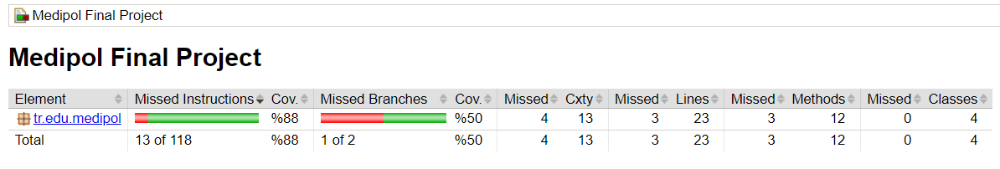 Medipol Final Project
Medipol Final Project
Element Missed Instructions Cov. Missed Branches Cov. Missed Cxty Missed Lines Missed Methods Missed Classes
tr.edu.medipol %88 %50 4 13 3 23 3 12 0 4
Total 13 of 118 %88 1 of 2 %50 4 13 3 23 3 12 0 4